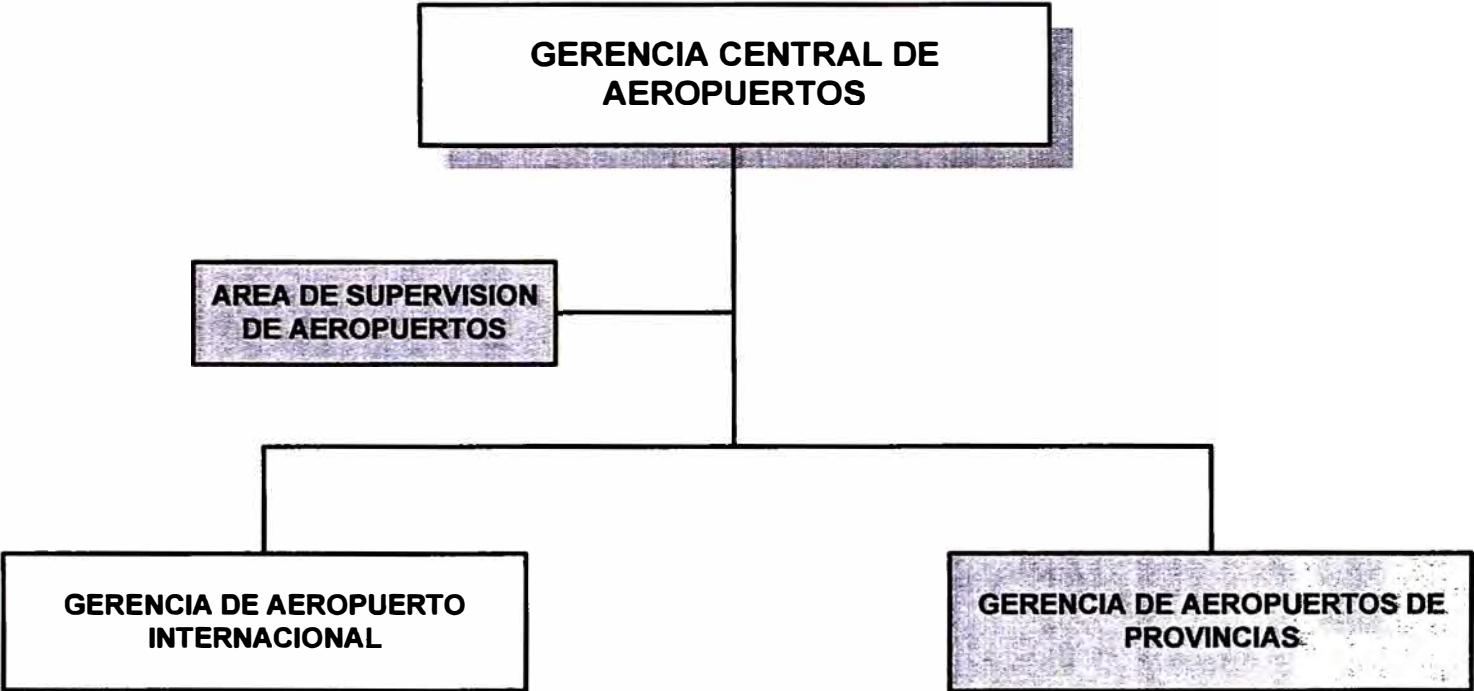 GERENCIA CENTRAL DE
AEROPUERTOS
AREA DE SUPERVISION
DE AEROPUERTOS
GERENCIA DE AEROPUERTO
INTERNACIONAL
GERENCIA DE AEROPUERTOS DE
PROVINCIAS